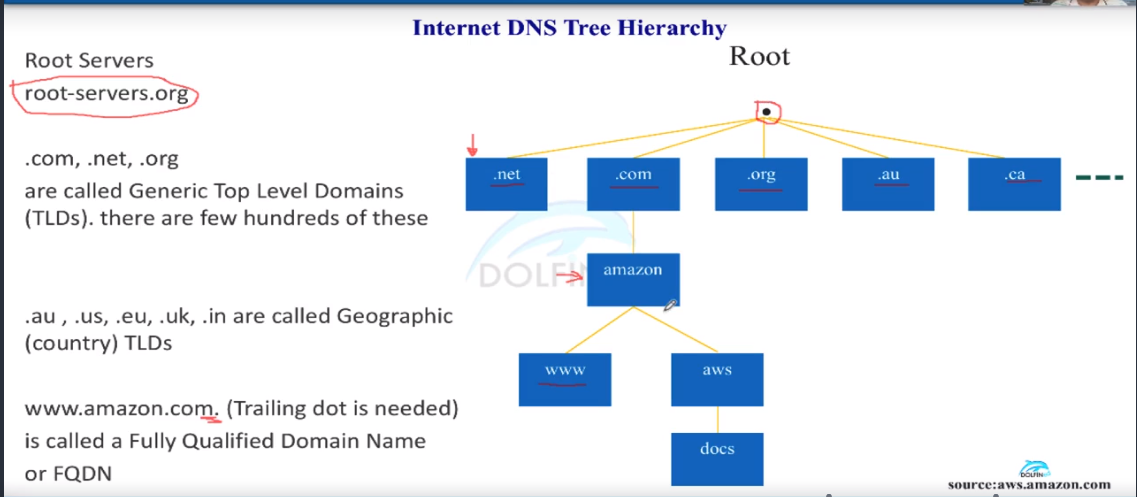 Internet DNS Tree Hierarchy
Root Servers
root-servers.org
.com, .net, .org
are called Generic Top Level Domains
(TLDs). there are few hundreds of these
.au , .us, .eu, .uk, .in are called Geographic
(country) TLDs
www.amazon.com. (Trailing dot is needed)
is called a Fully Qualified Domain Name
or FQDN
Root
.net
.com
.org
.au
.ca
DOLFIN
amazon
www
aws
docs
DOLFIN
source:aws.amazon.com